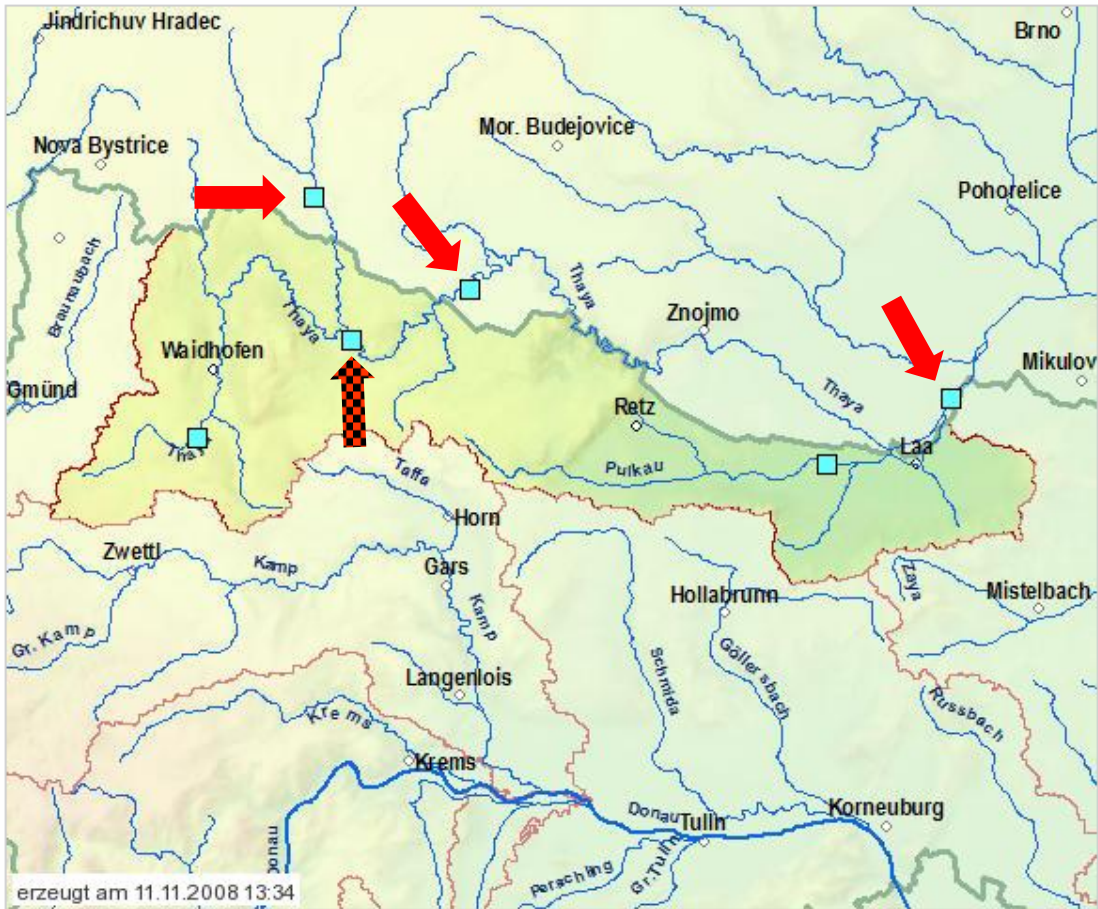 Jindrichuv Hradec
Brno
Mor. Budejovice
Nova Bystrice
Pohorelice
Braunaubach
Thaya
Znojmo
Thaya
Waidhofen
Mikulov
Gmünd
Thaya
Retz
Laa
Pulkau
Taffa
Horn
Zwettl
Kamp
Gars
Zaya
Hollabrunn
Mistelbach
Gr. Kamp
Kamp
Göllersbach
Schmida
Langenlois
Russbach
Krems
Krems
Donau
Tulln
Korneuburg
Gr.Tulln
Perschling
erzeugt am 11.11.2008 13:34